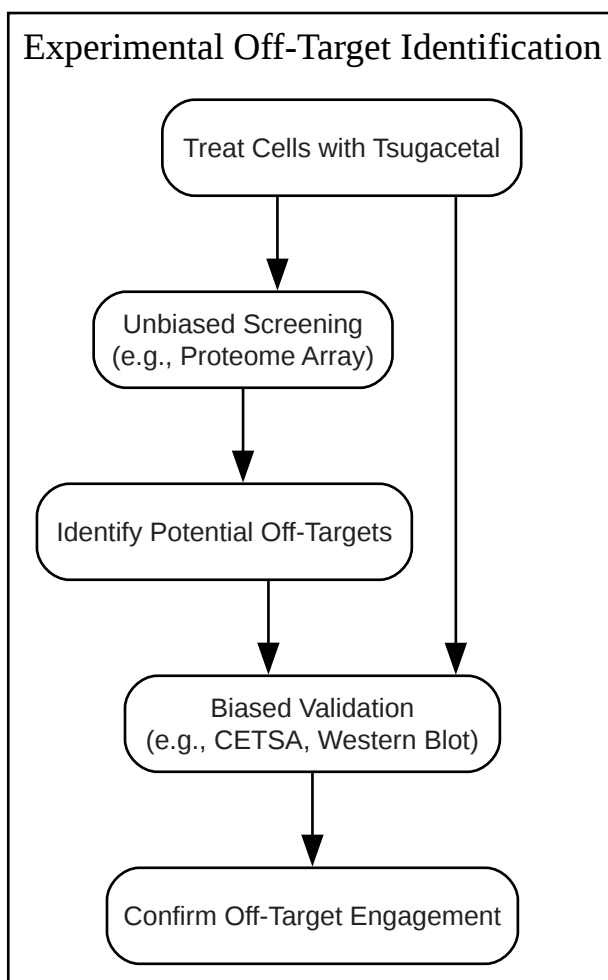 Experimental Off-Target Identification
Treat Cells with Tsugacetal
Unbiased Screening
(e.g., Proteome Array)
Identify Potential Off-Targets
Biased Validation
(e.g., CETSA, Western Blot)
Confirm Off-Target Engagement